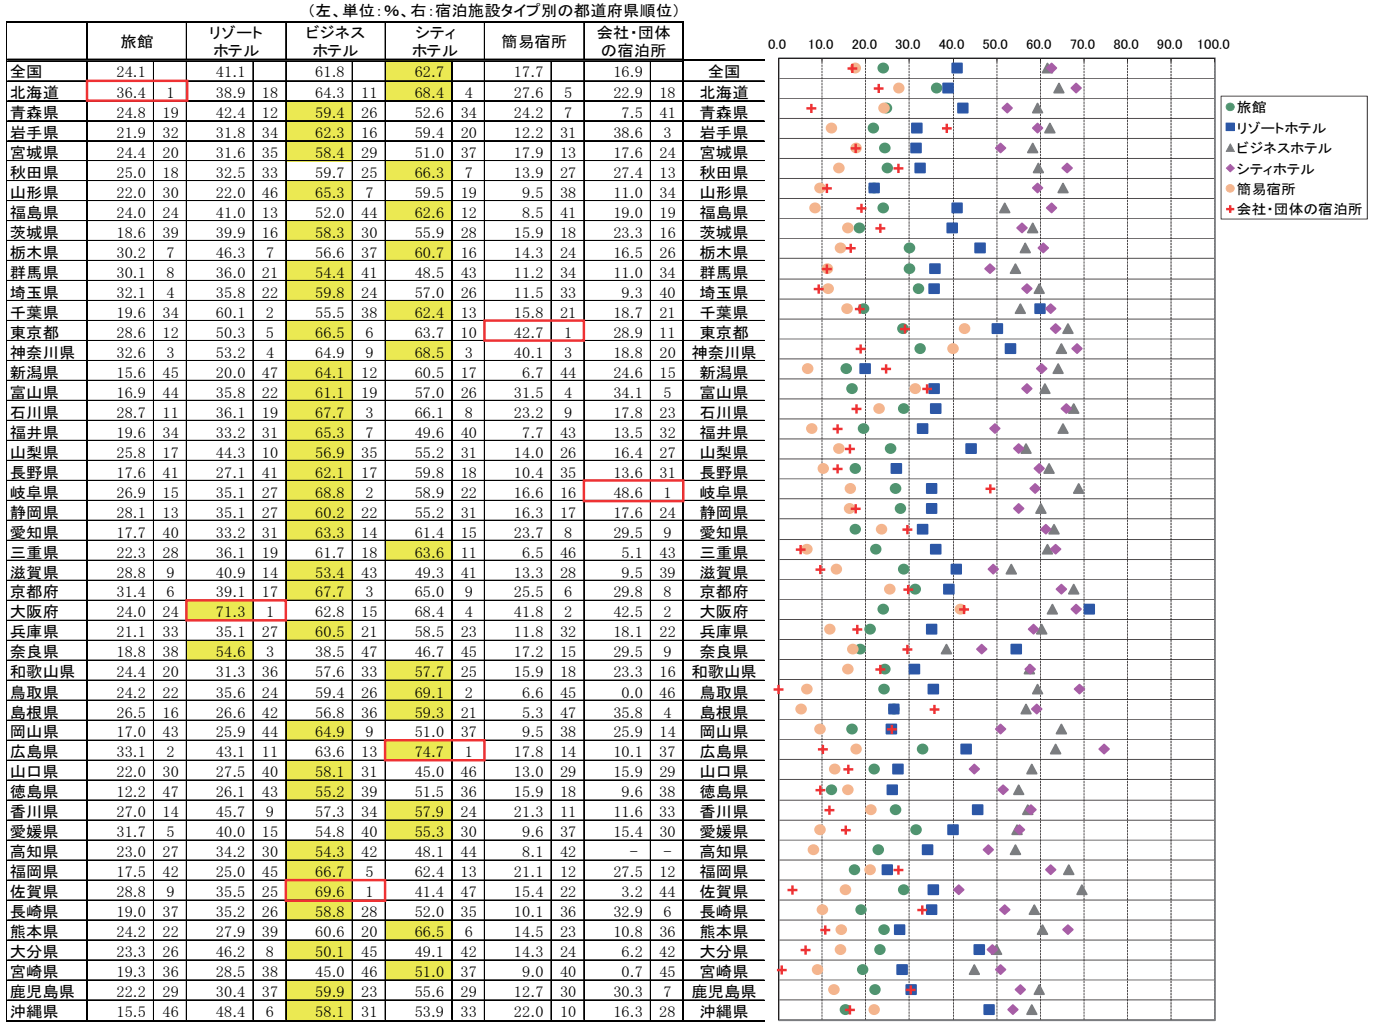 (左、単位:%、右:宿泊施設タイプ別の都道府県順位)
旅館 リゾートホテル ビジネスホテル シティホテル 簡易宿所 会社・団体の宿泊所
0.0 10.0 20.0 30.0 40.0 50.0 60.0 70.0 80.0 90.0 100.0
全国 24.1 41.1 61.8 62.7 17.7 16.9 全国
北海道 36.4 1 38.9 18 64.3 11 68.4 4 27.6 5 22.9 18 北海道
青森県 24.8 19 42.4 12 59.4 26 52.6 34 24.2 7 7.5 41 青森県
岩手県 21.9 32 31.8 34 62.3 16 59.4 20 12.2 31 38.6 3 岩手県
宮城県 24.4 20 31.6 35 58.4 29 51.0 37 17.9 13 17.6 24 宮城県
秋田県 25.0 18 32.5 33 59.7 25 66.3 7 13.9 27 27.4 13 秋田県
山形県 22.0 30 22.0 46 65.3 7 59.5 19 9.5 38 11.0 34 山形県
福島県 24.0 24 41.0 13 52.0 44 62.6 12 8.5 41 19.0 19 福島県
茨城県 18.6 39 39.9 16 58.3 30 55.9 28 15.9 18 23.3 16 茨城県
栃木県 30.2 7 46.3 7 56.6 37 60.7 16 14.3 24 16.5 26 栃木県
群馬県 30.1 8 36.0 21 54.4 41 48.5 43 11.2 34 11.0 34 群馬県
埼玉県 32.1 4 35.8 22 59.8 24 57.0 26 11.5 33 9.3 40 埼玉県
千葉県 19.6 34 60.1 2 55.5 38 62.4 13 15.8 21 18.7 21 千葉県
東京都 28.6 12 50.3 5 66.5 6 63.7 10 42.7 1 28.9 11 東京都
神奈川県 32.6 3 53.2 4 64.9 9 68.5 3 40.1 3 18.8 20 神奈川県
新潟県 15.6 45 20.0 47 64.1 12 60.5 17 6.7 44 24.6 15 新潟県
富山県 16.9 44 35.8 22 61.1 19 57.0 26 31.5 4 34.1 5 富山県
石川県 28.7 11 36.1 19 67.7 3 66.1 8 23.2 9 17.8 23 石川県
福井県 19.6 34 33.2 31 65.3 7 49.6 40 7.7 43 13.5 32 福井県
山梨県 25.8 17 44.3 10 56.9 35 55.2 31 14.0 26 16.4 27 山梨県
長野県 17.6 41 27.1 41 62.1 17 59.8 18 10.4 35 13.6 31 長野県
岐阜県 26.9 15 35.1 27 68.8 2 58.9 22 16.6 16 48.6 1 岐阜県
静岡県 28.1 13 35.1 27 60.2 22 55.2 31 16.3 17 17.6 24 静岡県
愛知県 17.7 40 33.2 31 63.3 14 61.4 15 23.7 8 29.5 9 愛知県
三重県 22.3 28 36.1 19 61.7 18 63.6 11 6.5 46 5.1 43 三重県
滋賀県 28.8 9 40.9 14 53.4 43 49.3 41 13.3 28 9.5 39 滋賀県
京都府 31.4 6 39.1 17 67.7 3 65.0 9 25.5 6 29.8 8 京都府
大阪府 24.0 24 71.3 1 62.8 15 68.4 4 41.8 2 42.5 2 大阪府
兵庫県 21.1 33 35.1 27 60.5 21 58.5 23 11.8 32 18.1 22 兵庫県
奈良県 18.8 38 54.6 3 38.5 47 46.7 45 17.2 15 29.5 9 奈良県
和歌山県 24.4 20 31.3 36 57.6 33 57.7 25 15.9 18 23.3 16 和歌山県
鳥取県 24.2 22 35.6 24 59.4 26 69.1 2 6.6 45 0.0 46 鳥取県
島根県 26.5 16 26.6 42 56.8 36 59.3 21 5.3 47 35.8 4 島根県
岡山県 17.0 43 25.9 44 64.9 9 51.0 37 9.5 38 25.9 14 岡山県
広島県 33.1 2 43.1 11 63.6 13 74.7 1 17.8 14 10.1 37 広島県
山口県 22.0 30 27.5 40 58.1 31 45.0 46 13.0 29 15.9 29 山口県
徳島県 12.2 47 26.1 43 55.2 39 51.5 36 15.9 18 9.6 38 徳島県
香川県 27.0 14 45.7 9 57.3 34 57.9 24 21.3 11 11.6 33 香川県
愛媛県 31.7 5 40.0 15 54.8 40 55.3 30 9.6 37 15.4 30 愛媛県
高知県 23.0 27 34.2 30 54.3 42 48.1 44 8.1 42 - - 高知県
福岡県 17.5 42 25.0 45 66.7 5 62.4 13 21.1 12 27.5 12 福岡県
佐賀県 28.8 9 35.5 25 69.6 1 41.4 47 15.4 22 3.2 44 佐賀県
長崎県 19.0 37 35.2 26 58.8 28 52.0 35 10.1 36 32.9 6 長崎県
熊本県 24.2 22 27.9 39 60.6 20 66.5 6 14.5 23 10.8 36 熊本県
大分県 23.3 26 46.2 8 50.1 45 49.1 42 14.3 24 6.2 42 大分県
宮崎県 19.3 36 28.5 38 45.0 46 51.0 37 9.0 40 0.7 45 宮崎県
鹿児島県 22.2 29 30.4 37 59.9 23 55.6 29 12.7 30 30.3 7 鹿児島県
沖縄県 15.5 46 48.4 6 58.1 31 53.9 33 22.0 10 16.3 28 沖縄県
旅館
リゾートホテル
ビジネスホテル
シティホテル
簡易宿所
会社・団体の宿泊所